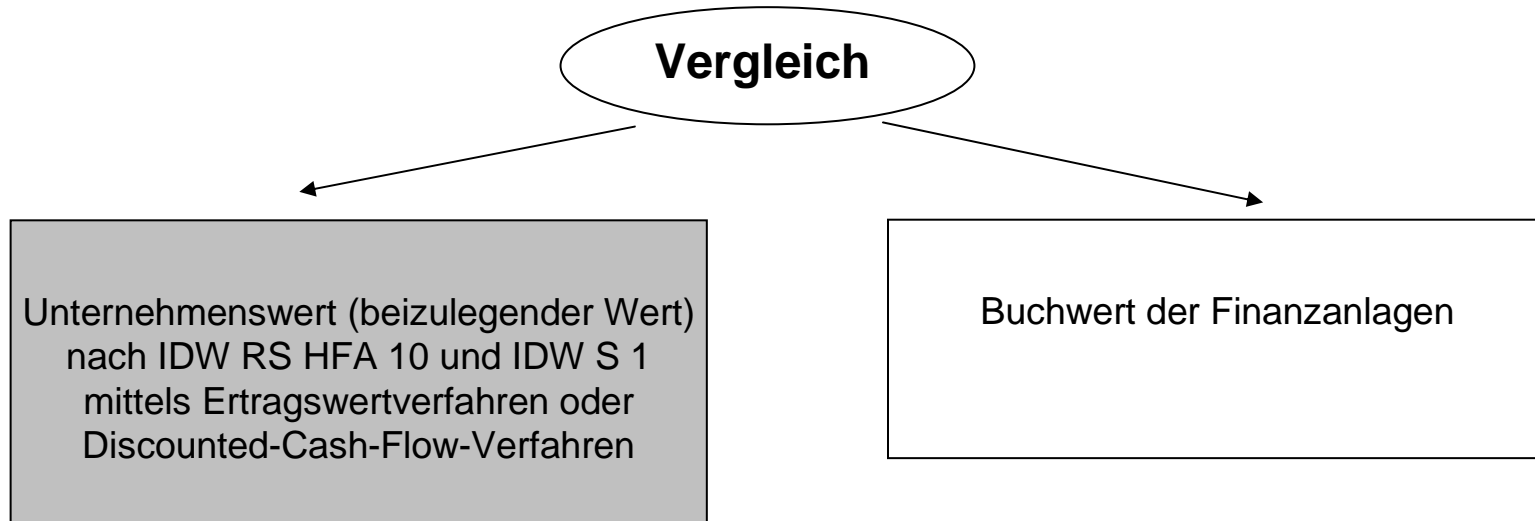 Vergleich
Unternehmenswert (beizulegender Wert)
nach IDW RS HFA 10 und IDW S 1
mittels Ertragswertverfahren oder
Discounted-Cash-Flow-Verfahren
Buchwert der Finanzanlagen